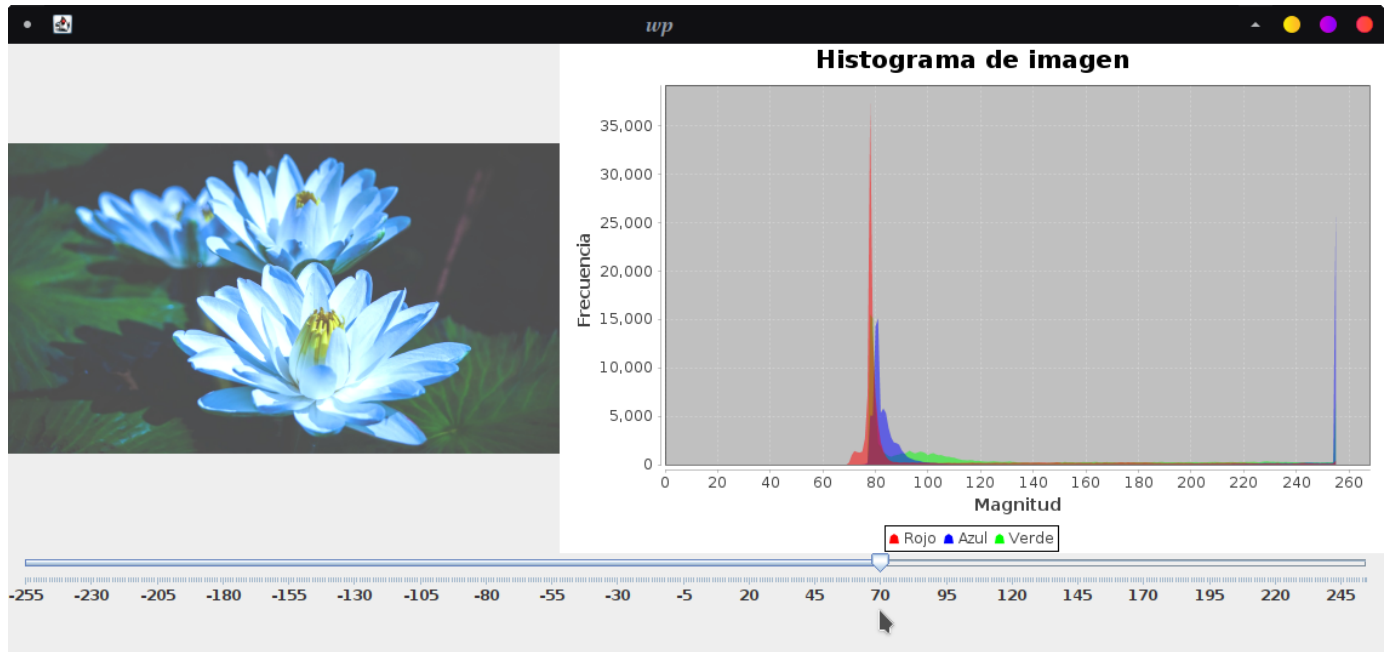 wp
Histograma de imagen
Frecuencia
35,000
30,000
25,000
20,000
15,000
10,000
5,000
0
0 20 40 60 80 100 120 140 160 180 200 220 240 260
Magnitud
Rojo Azul Verde
-255 -230 -205 -180 -155 -130 -105 -80 -55 -30 -5 20 45 70 95 120 145 170 195 220 245